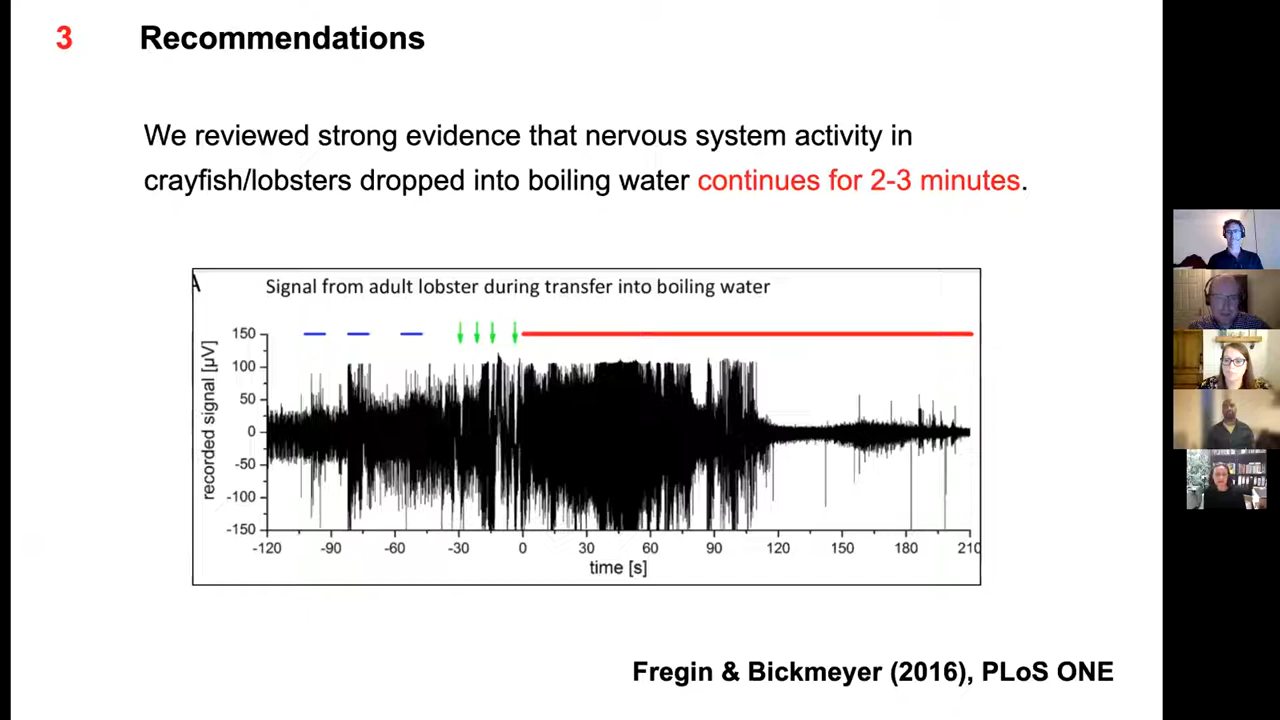 3 Recommendations
We reviewed strong evidence that nervous system activity in
crayfish/lobsters dropped into boiling water continues for 2-3 minutes.
A Signal from adult lobster during transfer into boiling water
recorded signal [µV]
150
100
50
0
-50
-100
-150
-120 -90 -60 -30 0 30 60 90 120 150 180 210
time [s]
Fregin & Bickmeyer (2016), PLoS ONE